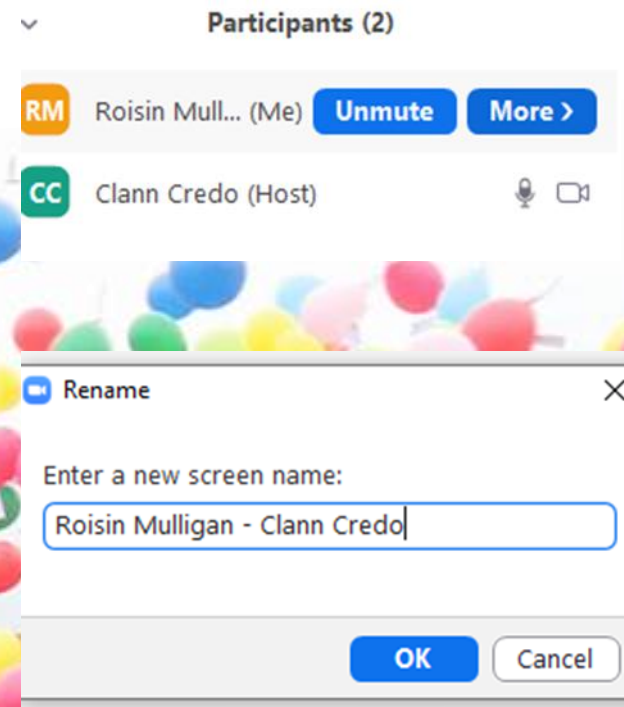 Participants (2)
RM Roisin Mull... (Me) Unmute More >
CC Clann Credo (Host)
Rename
Enter a new screen name:
Roisin Mulligan - Clann Credo
OK Cancel